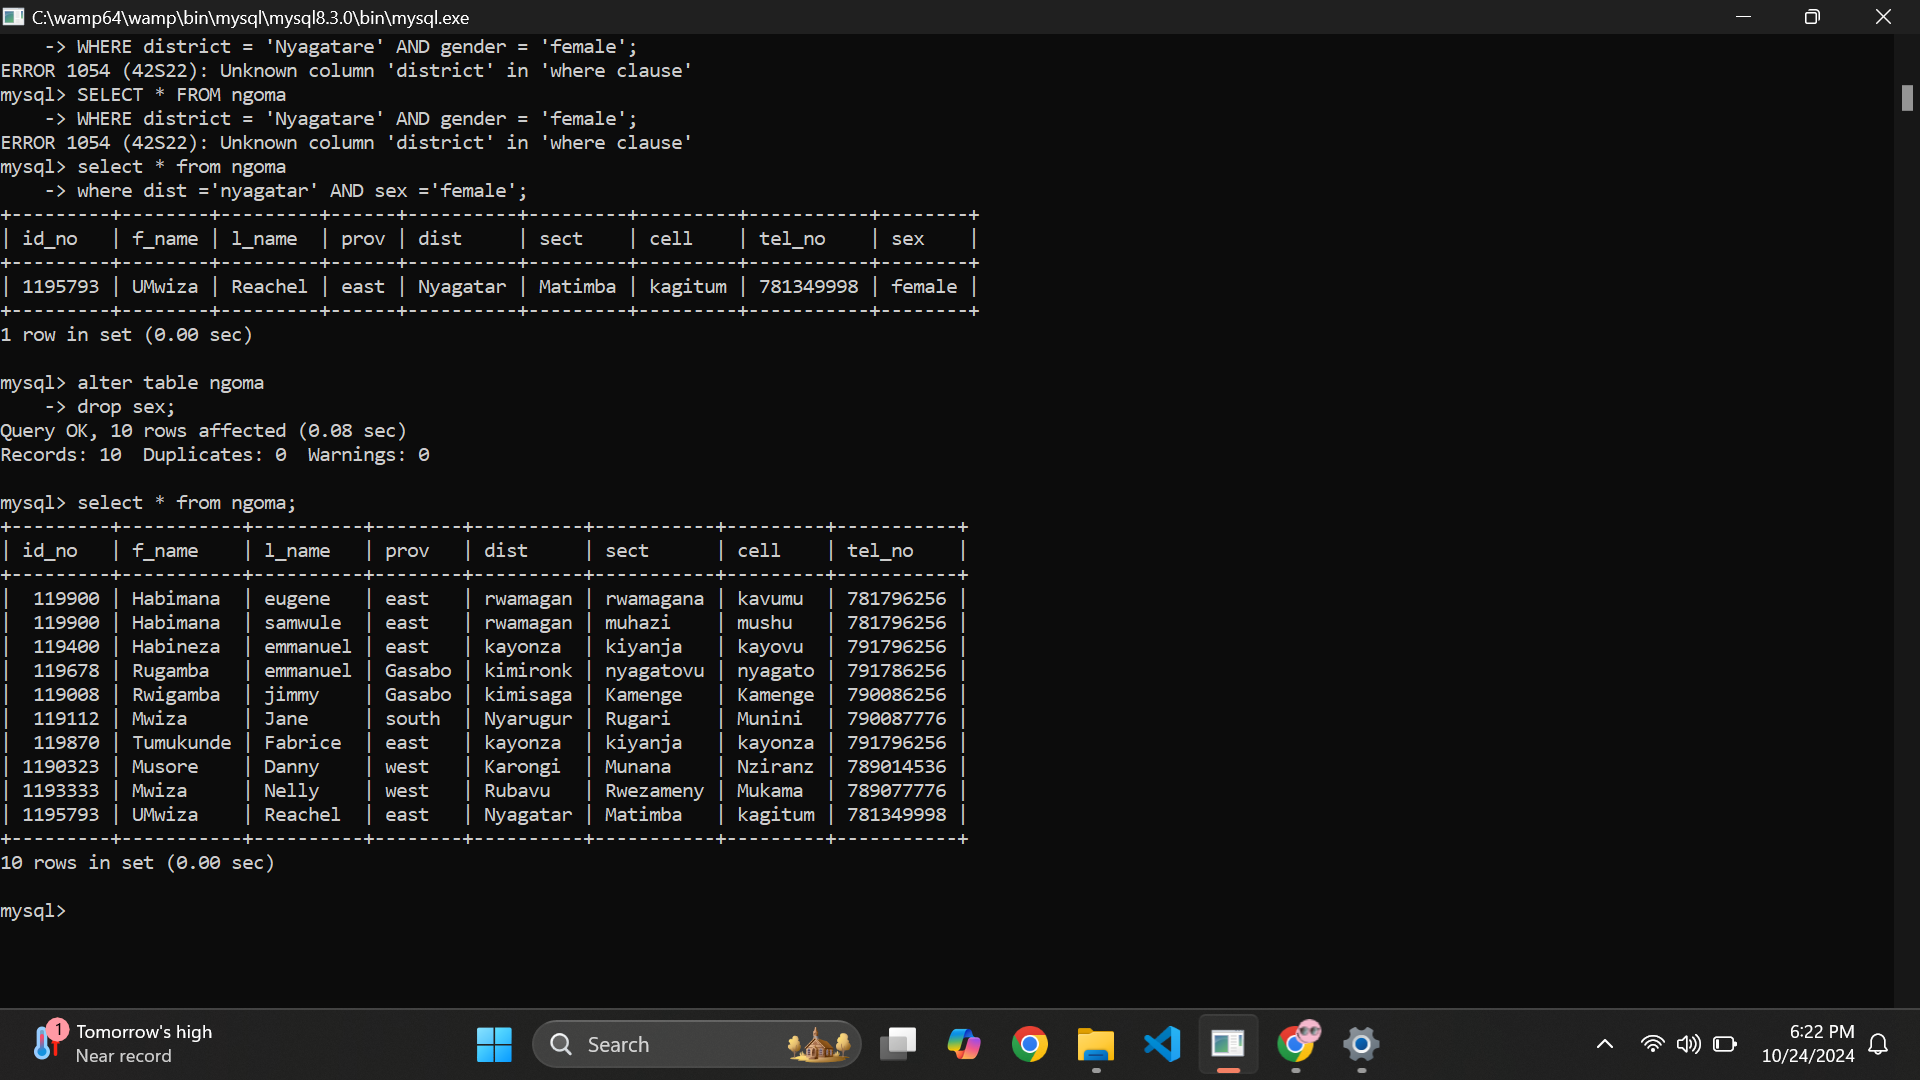 C:\wamp64\wamp\bin\mysql\mysql8.3.0\bin\mysql.exe
    -> WHERE district = 'Nyagatare' AND gender = 'female';
ERROR 1054 (42S22): Unknown column 'district' in 'where clause'
mysql> SELECT * FROM ngoma
    -> WHERE district = 'Nyagatare' AND gender = 'female';
ERROR 1054 (42S22): Unknown column 'district' in 'where clause'
mysql> select * from ngoma
    -> where dist ='nyagatar' AND sex ='female';
+---------+--------+---------+------+----------+---------+---------+-----------+--------+
| id_no   | f_name | l_name  | prov | dist     | sect    | cell    | tel_no    | sex    |
+---------+--------+---------+------+----------+---------+---------+-----------+--------+
| 1195793 | UMwiza | Reachel | east | Nyagatar | Matimba | kagitum | 781349998 | female |
+---------+--------+---------+------+----------+---------+---------+-----------+--------+
1 row in set (0.00 sec)

mysql> alter table ngoma
    -> drop sex;
Query OK, 10 rows affected (0.08 sec)
Records: 10  Duplicates: 0  Warnings: 0

mysql> select * from ngoma;
+---------+-----------+----------+--------+----------+-----------+---------+-----------+
| id_no   | f_name    | l_name   | prov   | dist     | sect      | cell    | tel_no    |
+---------+-----------+----------+--------+----------+-----------+---------+-----------+
|  119900 | Habimana  | eugene   | east   | rwamagan | rwamagana | kavumu  | 781796256 |
|  119900 | Habimana  | samwule  | east   | rwamagan | muhazi    | mushu   | 781796256 |
|  119400 | Habineza  | emmanuel | east   | kayonza  | kiyanja   | kayovu  | 791796256 |
|  119678 | Rugamba   | emmanuel | Gasabo | kimironk | nyagatovu | nyagato | 791786256 |
|  119008 | Rwigamba  | jimmy    | Gasabo | kimisaga | Kamenge   | Kamenge | 790086256 |
|  119112 | Mwiza     | Jane     | south  | Nyarugur | Rugari    | Munini  | 790087776 |
|  119870 | Tumukunde | Fabrice  | east   | kayonza  | kiyanja   | kayonza | 791796256 |
| 1190323 | Musore    | Danny    | west   | Karongi  | Munana    | Nziranz | 789014536 |
| 1193333 | Mwiza     | Nelly    | west   | Rubavu   | Rwezameny | Mukama  | 789077776 |
| 1195793 | UMwiza    | Reachel  | east   | Nyagatar | Matimba   | kagitum | 781349998 |
+---------+-----------+----------+--------+----------+-----------+---------+-----------+
10 rows in set (0.00 sec)

mysql>
1
Tomorrow's high
Near record
Search
6:22 PM
10/24/2024